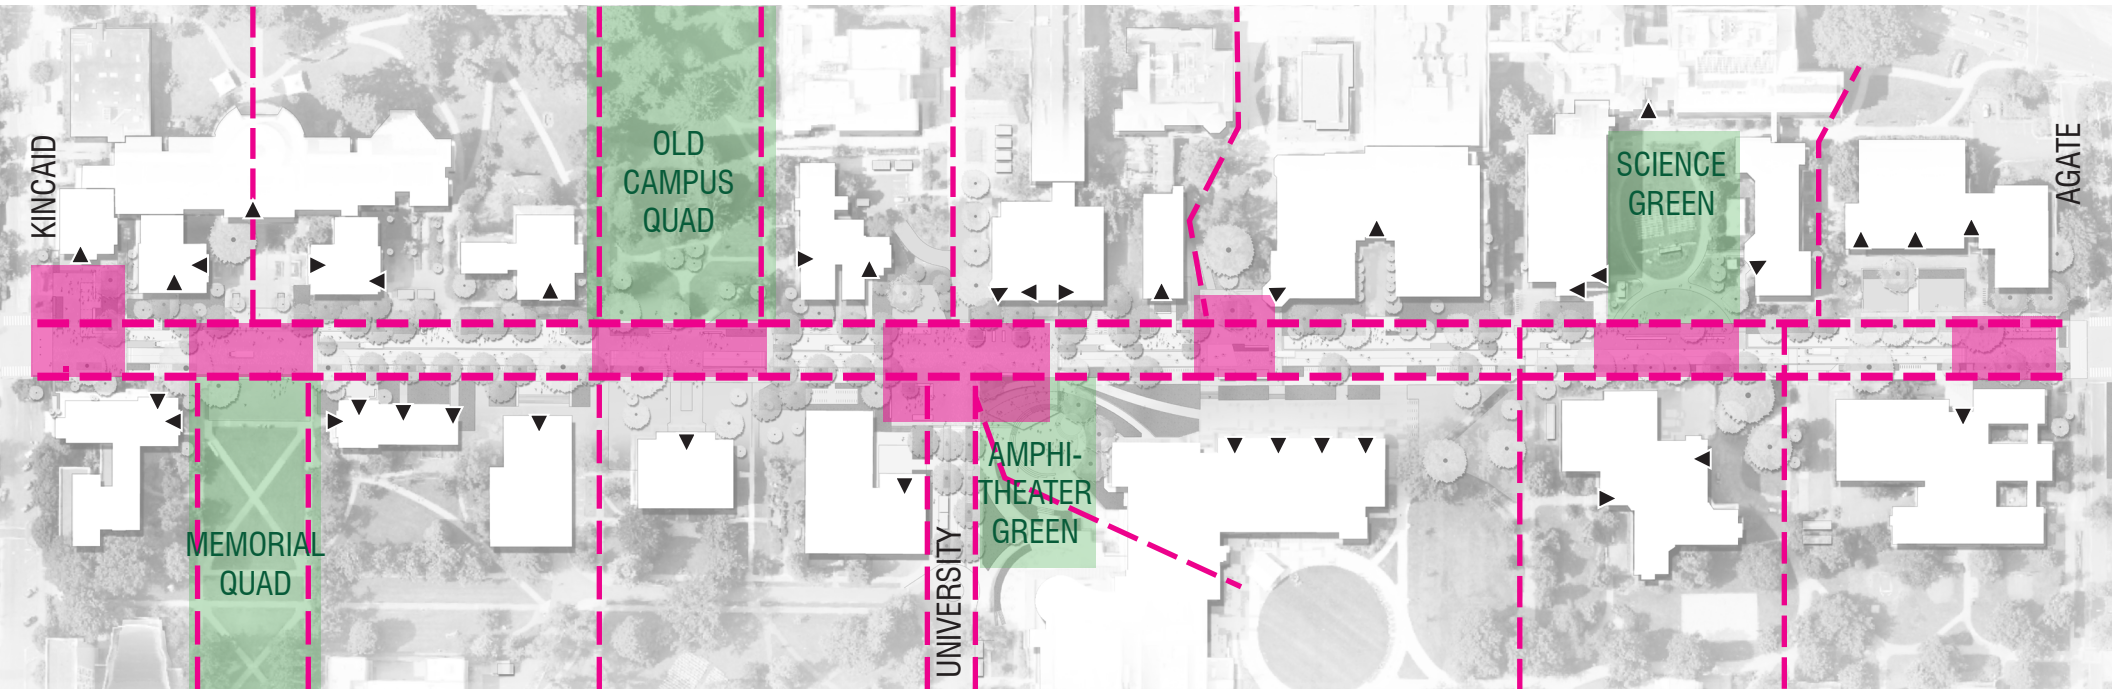 KINCAID
OLD
CAMPUS
QUAD
SCIENCE
GREEN
AGATE
MEMORIAL
QUAD
UNIVERSITY
AMPHI-
THEATER
GREEN